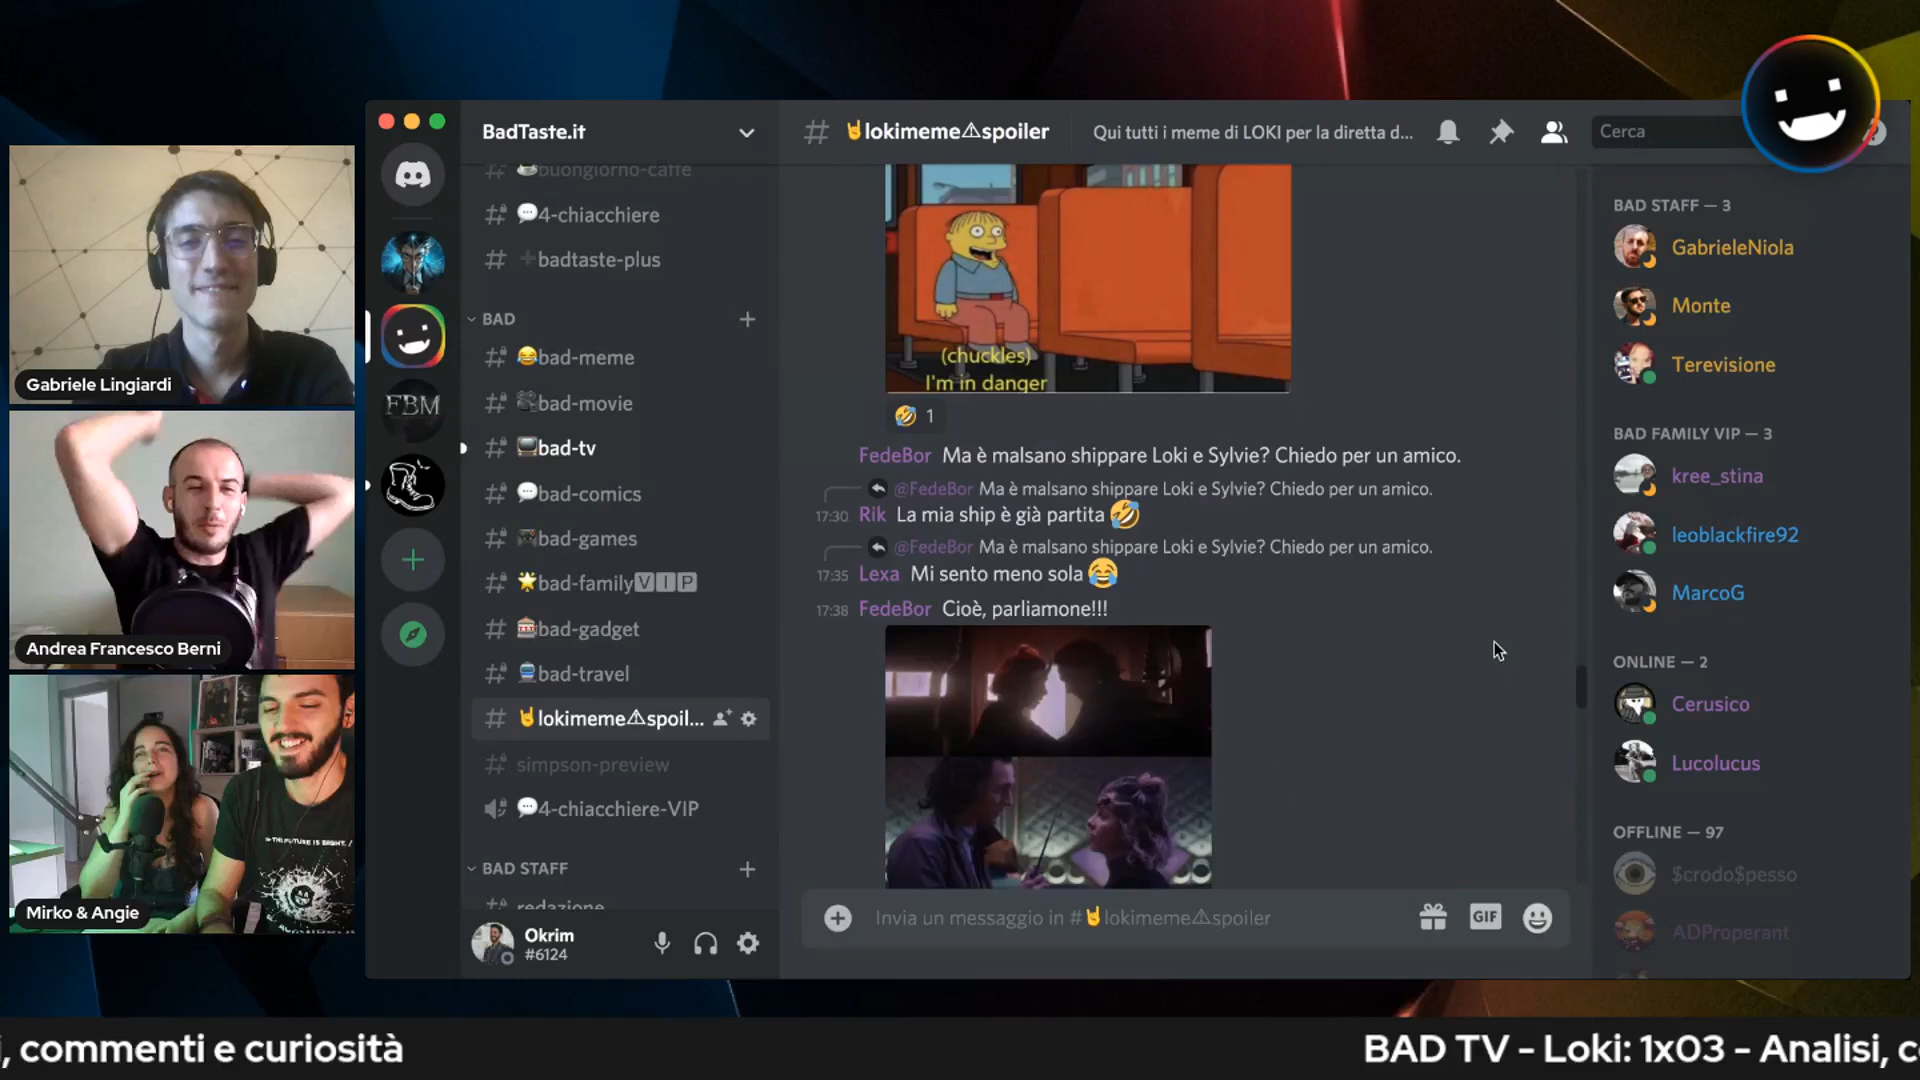 Gabriele Lingiardi
Andrea Francesco Berni
Mirko & Angie
FBM
BadTaste.it
buongiorno-caffe
4-chiacchiere
badtaste-plus
BAD
bad-meme
bad-movie
bad-tv
bad-comics
bad-games
bad-family🆅🅸🅿
bad-gadget
bad-travel
🤘lokimeme⚠spoil...
simpson-preview
4-chiacchiere-VIP
BAD STAFF
redazione
Okrim
#6124
🤘lokimeme⚠spoiler
Qui tutti i meme di LOKI per la diretta d...
Cerca
(chuckles)
I'm in danger
🤣 1
FedeBor Ma è malsano shippare Loki e Sylvie? Chiedo per un amico.
@FedeBor Ma è malsano shippare Loki e Sylvie? Chiedo per un amico.
17:30 Rik La mia ship è già partita 🤣
@FedeBor Ma è malsano shippare Loki e Sylvie? Chiedo per un amico.
17:35 Lexa Mi sento meno sola 😂
17:38 FedeBor Cioè, parliamone!!!
Invia un messaggio in #🤘lokimeme⚠spoiler
GIF
BAD STAFF — 3
GabrieleNiola
Monte
Terevisione
BAD FAMILY VIP — 3
kree_stina
leoblackfire92
MarcoG
ONLINE — 2
Cerusico
Lucolucus
OFFLINE — 97
$crodo$pesso
ADProperant
i, commenti e curiosità
BAD TV - Loki: 1x03 - Analisi, c